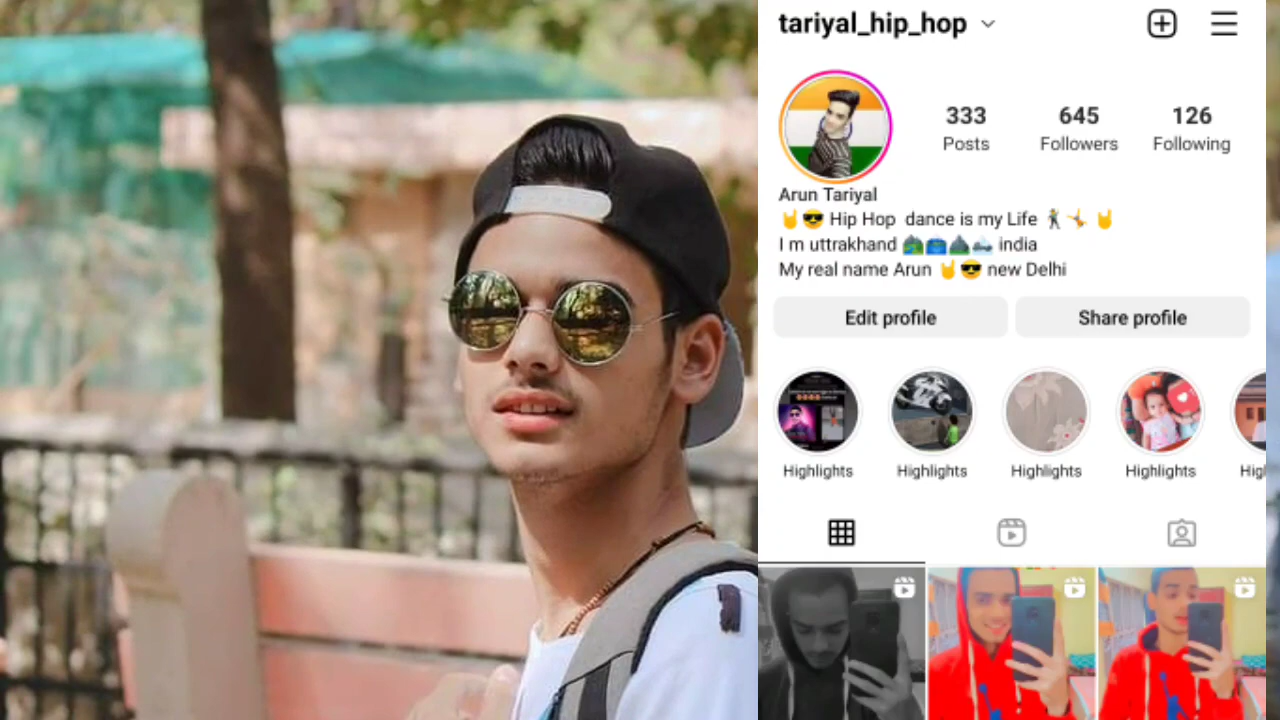 tariyal_hip_hop
333 645 126
Posts Followers Following
Arun Tariyal
🤘😎 Hip Hop dance is my Life 🕺🤸 🤘
I m uttrakhand 🏞️🌊⛰️🏔️ india
My real name Arun 🤘😎 new Delhi
Edit profile Share profile
Highlights Highlights Highlights Highlights